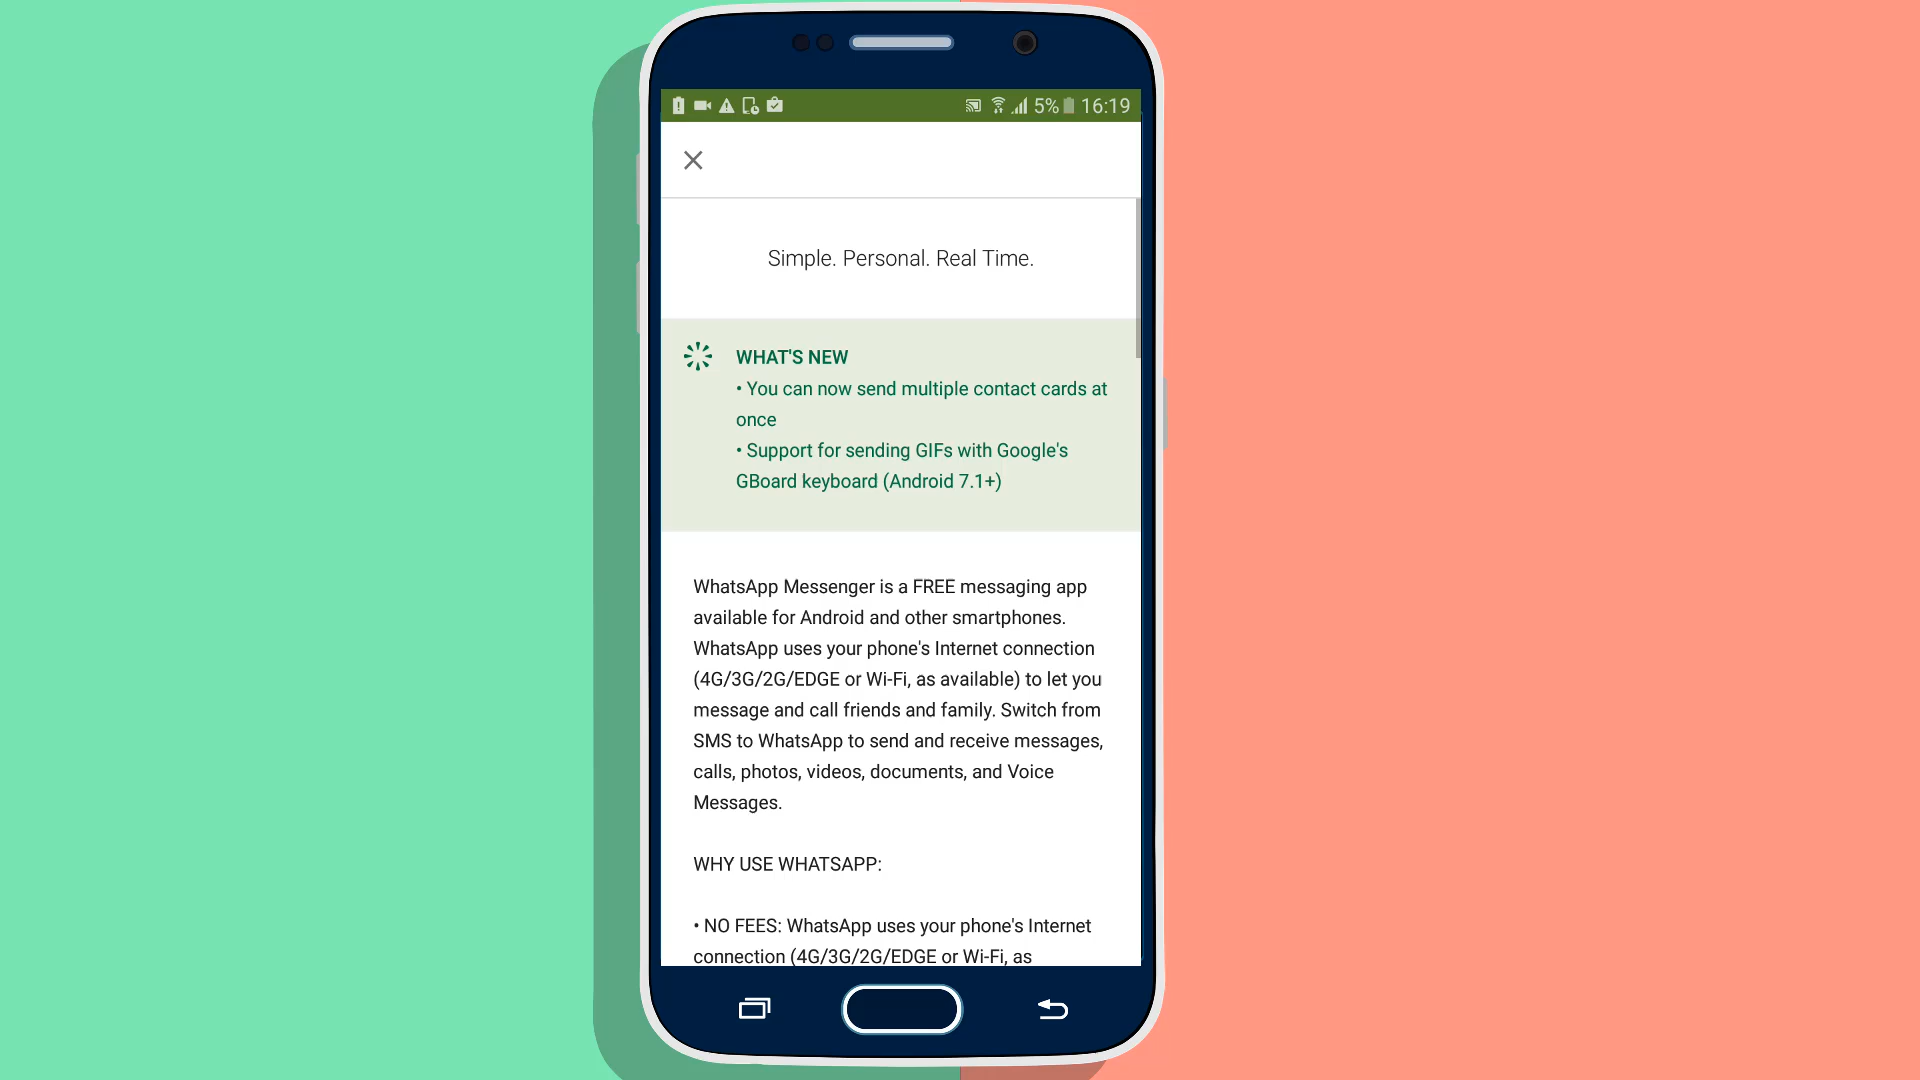 5% 16:19
Simple. Personal. Real Time.
WHAT'S NEW
• You can now send multiple contact cards at
once
• Support for sending GIFs with Google's
GBoard keyboard (Android 7.1+)
WhatsApp Messenger is a FREE messaging app
available for Android and other smartphones.
WhatsApp uses your phone's Internet connection
(4G/3G/2G/EDGE or Wi-Fi, as available) to let you
message and call friends and family. Switch from
SMS to WhatsApp to send and receive messages,
calls, photos, videos, documents, and Voice
Messages.
WHY USE WHATSAPP:
• NO FEES: WhatsApp uses your phone's Internet
connection (4G/3G/2G/EDGE or Wi-Fi, as